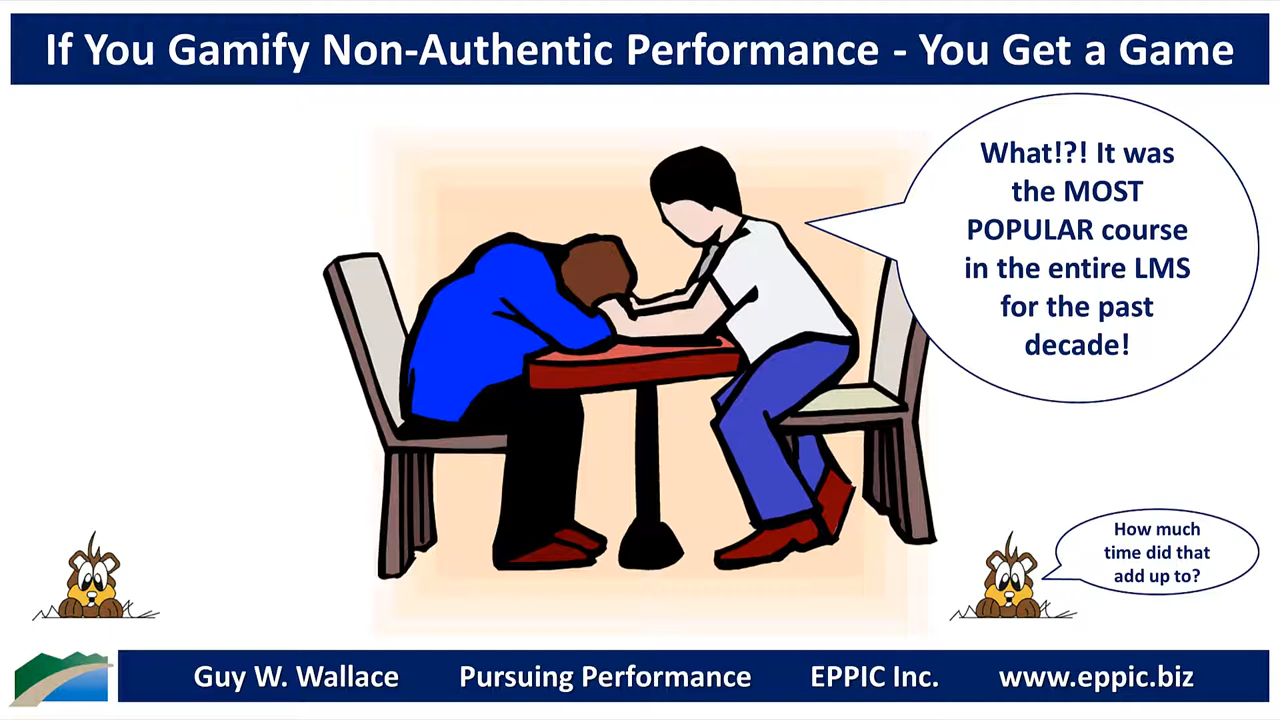 If You Gamify Non-Authentic Performance - You Get a Game
What!?! It was
the MOST
POPULAR course
in the entire LMS
for the past
decade!
How much
time did that
add up to?
Guy W. Wallace Pursuing Performance EPPIC Inc. www.eppic.biz